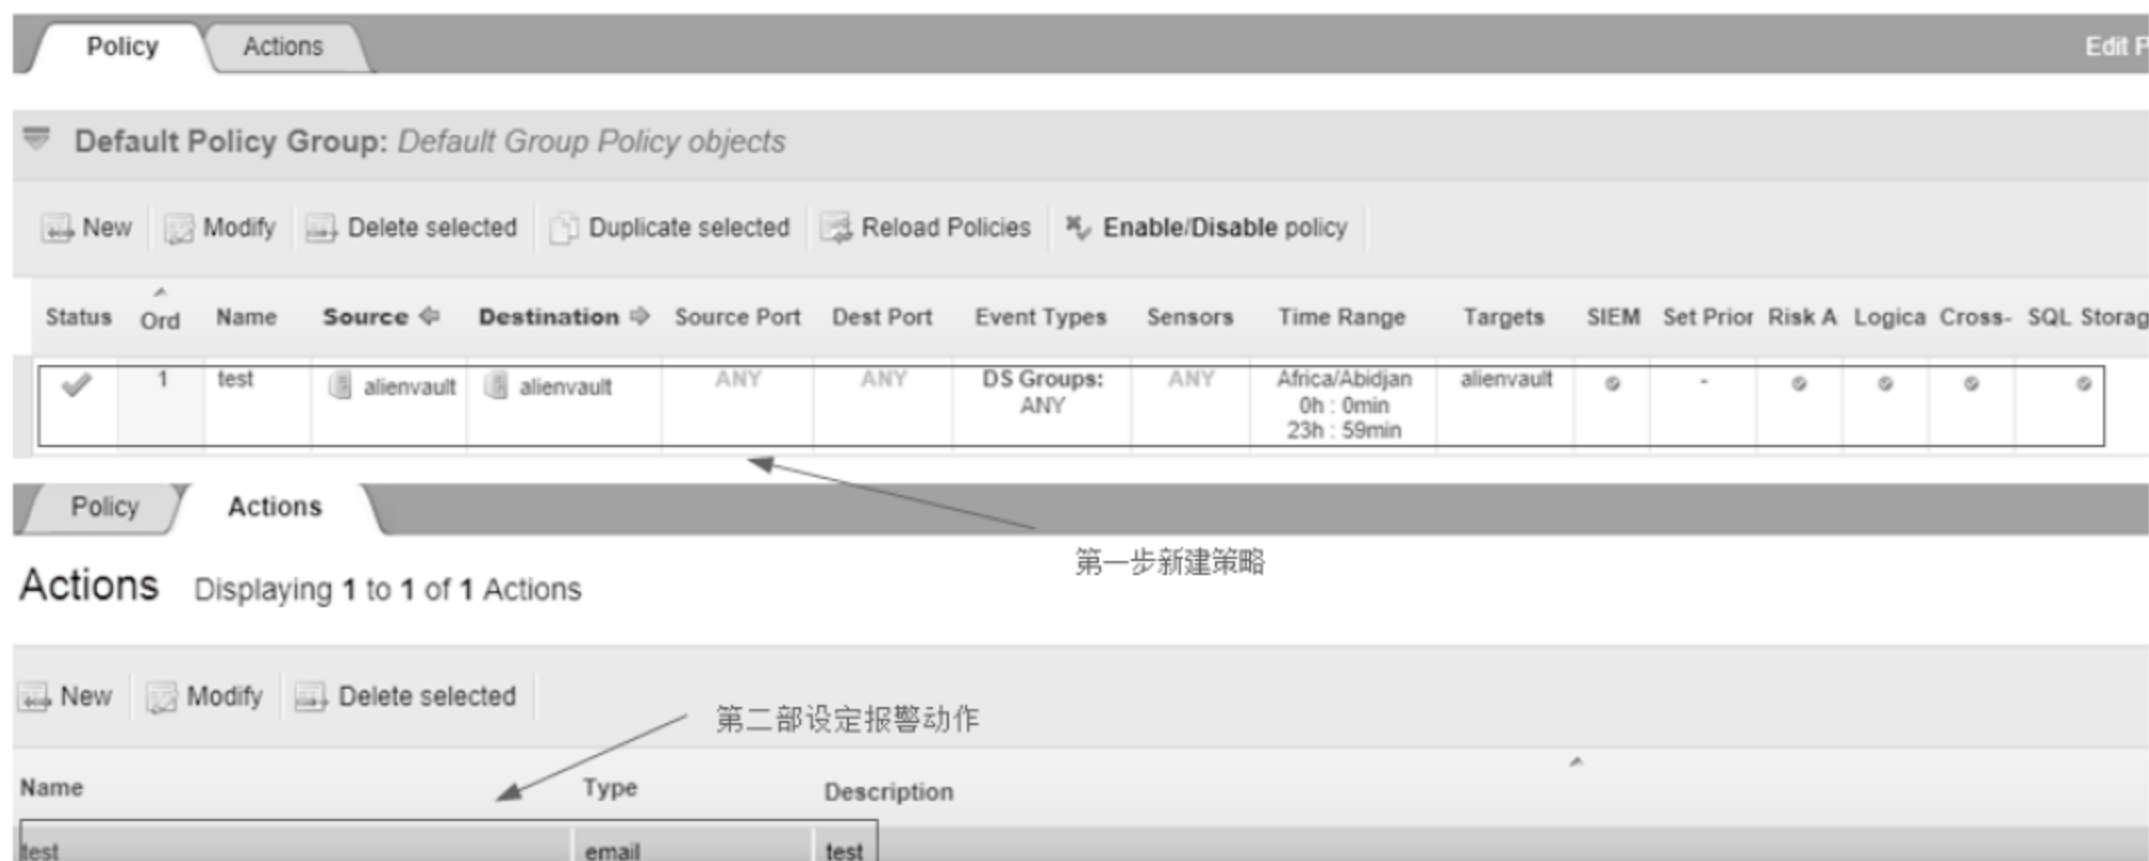 Policy Actions Edit P
Default Policy Group: Default Group Policy objects
New Modify Delete selected Duplicate selected Reload Policies Enable/Disable policy
Status Ord Name Source Destination Source Port Dest Port Event Types Sensors Time Range Targets SIEM Set Prior Risk A Logica Cross- SQL Storag
1 test alienvault alienvault ANY ANY DS Groups: ANY Africa/Abidjan alienvault -
ANY 0h : 0min
23h : 59min
Policy Actions
第一步新建策略
Actions Displaying 1 to 1 of 1 Actions
New Modify Delete selected
第二部设定报警动作
Name Type Description
test email test